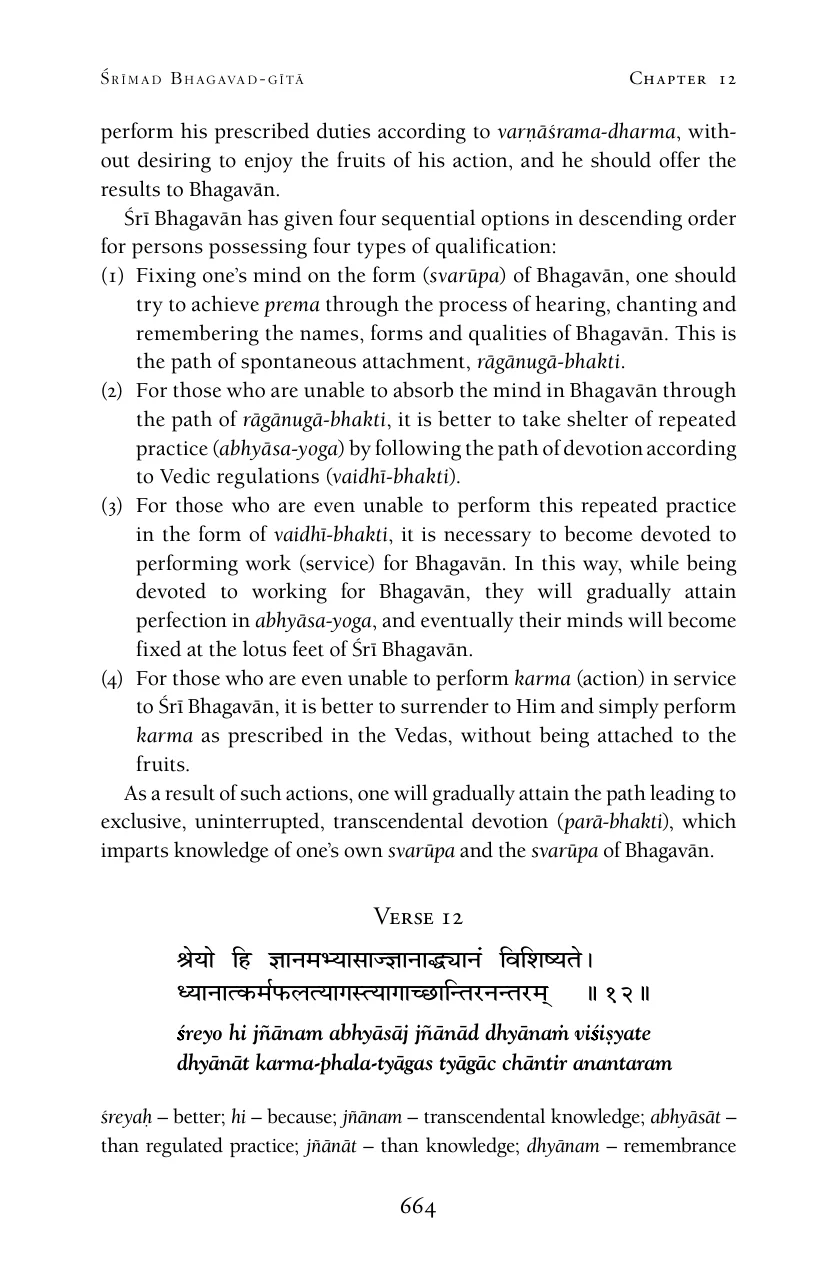 Śrīmad Bhagavad-gītā Chapter 12
perform his prescribed duties according to varṇāśrama-dharma, with-
out desiring to enjoy the fruits of his action, and he should offer the
results to Bhagavān.
Śrī Bhagavān has given four sequential options in descending order
for persons possessing four types of qualification:
(1) Fixing one’s mind on the form (svarūpa) of Bhagavān, one should
try to achieve prema through the process of hearing, chanting and
remembering the names, forms and qualities of Bhagavān. This is
the path of spontaneous attachment, rāgānugā-bhakti.
(2) For those who are unable to absorb the mind in Bhagavān through
the path of rāgānugā-bhakti, it is better to take shelter of repeated
practice (abhyāsa-yoga) by following the path of devotion according
to Vedic regulations (vaidhī-bhakti).
(3) For those who are even unable to perform this repeated practice
in the form of vaidhī-bhakti, it is necessary to become devoted to
performing work (service) for Bhagavān. In this way, while being
devoted to working for Bhagavān, they will gradually attain
perfection in abhyāsa-yoga, and eventually their minds will become
fixed at the lotus feet of Śrī Bhagavān.
(4) For those who are even unable to perform karma (action) in service
to Śrī Bhagavān, it is better to surrender to Him and simply perform
karma as prescribed in the Vedas, without being attached to the
fruits.
As a result of such actions, one will gradually attain the path leading to
exclusive, uninterrupted, transcendental devotion (parā-bhakti), which
imparts knowledge of one’s own svarūpa and the svarūpa of Bhagavān.
Verse 12
श्रेयो हि ज्ञानमभ्यासाज्ज्ञानाद्ध्यानं विशिष्यते।
ध्यानात्कर्मफलत्यागस्त्यागाच्छान्तिरनन्तरम् ॥ १२॥
śreyo hi jñānam abhyāsāj jñānād dhyānaṁ viśiṣyate
dhyānāt karma-phala-tyāgas tyāgāc chāntir anantaram
śreyaḥ – better; hi – because; jñānam – transcendental knowledge; abhyāsāt –
than regulated practice; jñānāt – than knowledge; dhyānam – remembrance
664